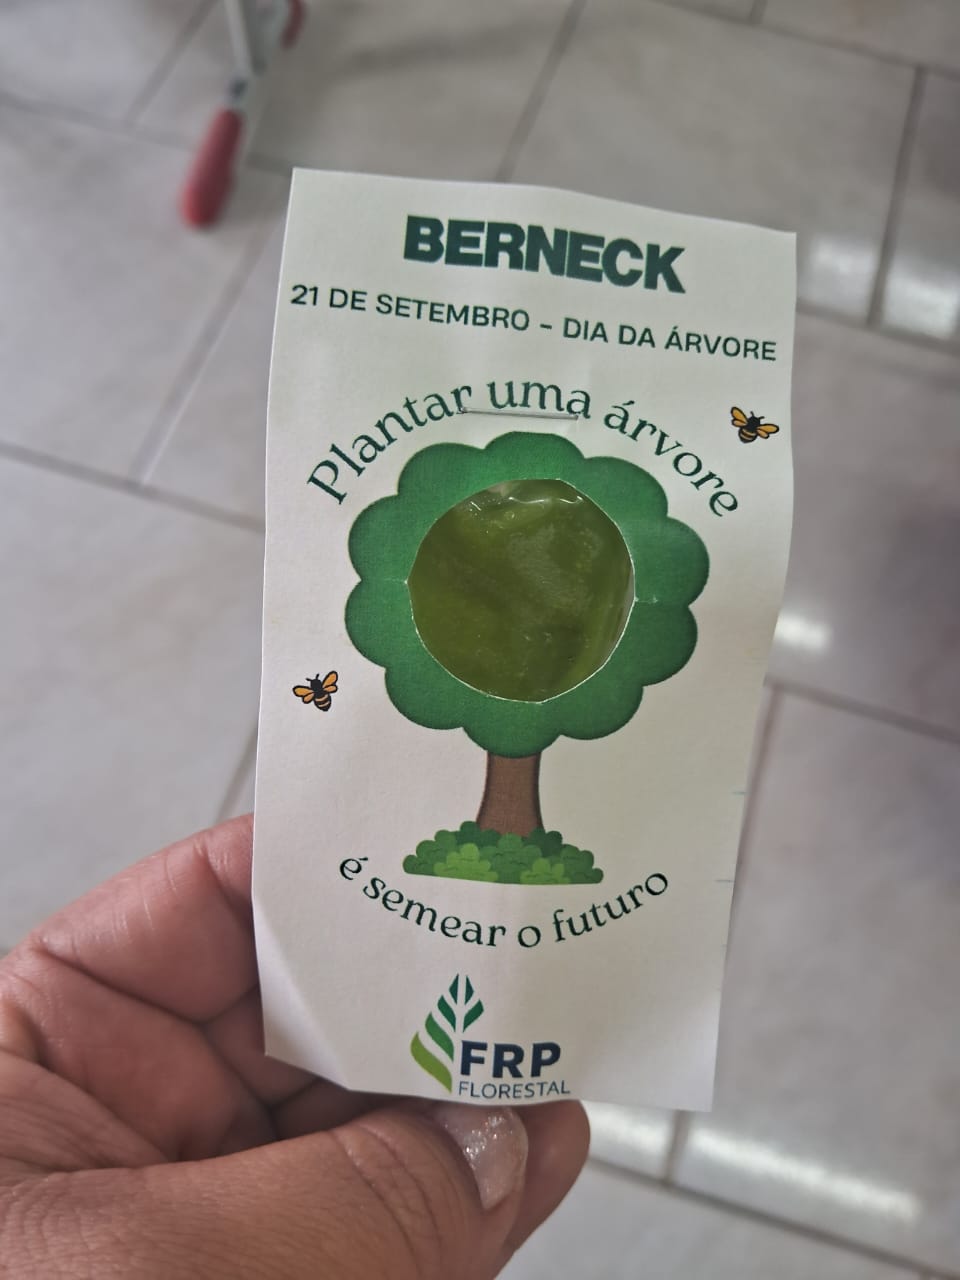 BERNECK
21 DE SETEMBRO - DIA DA ÁRVORE
Plantar uma árvore
é semear o futuro
FRP
FLORESTAL